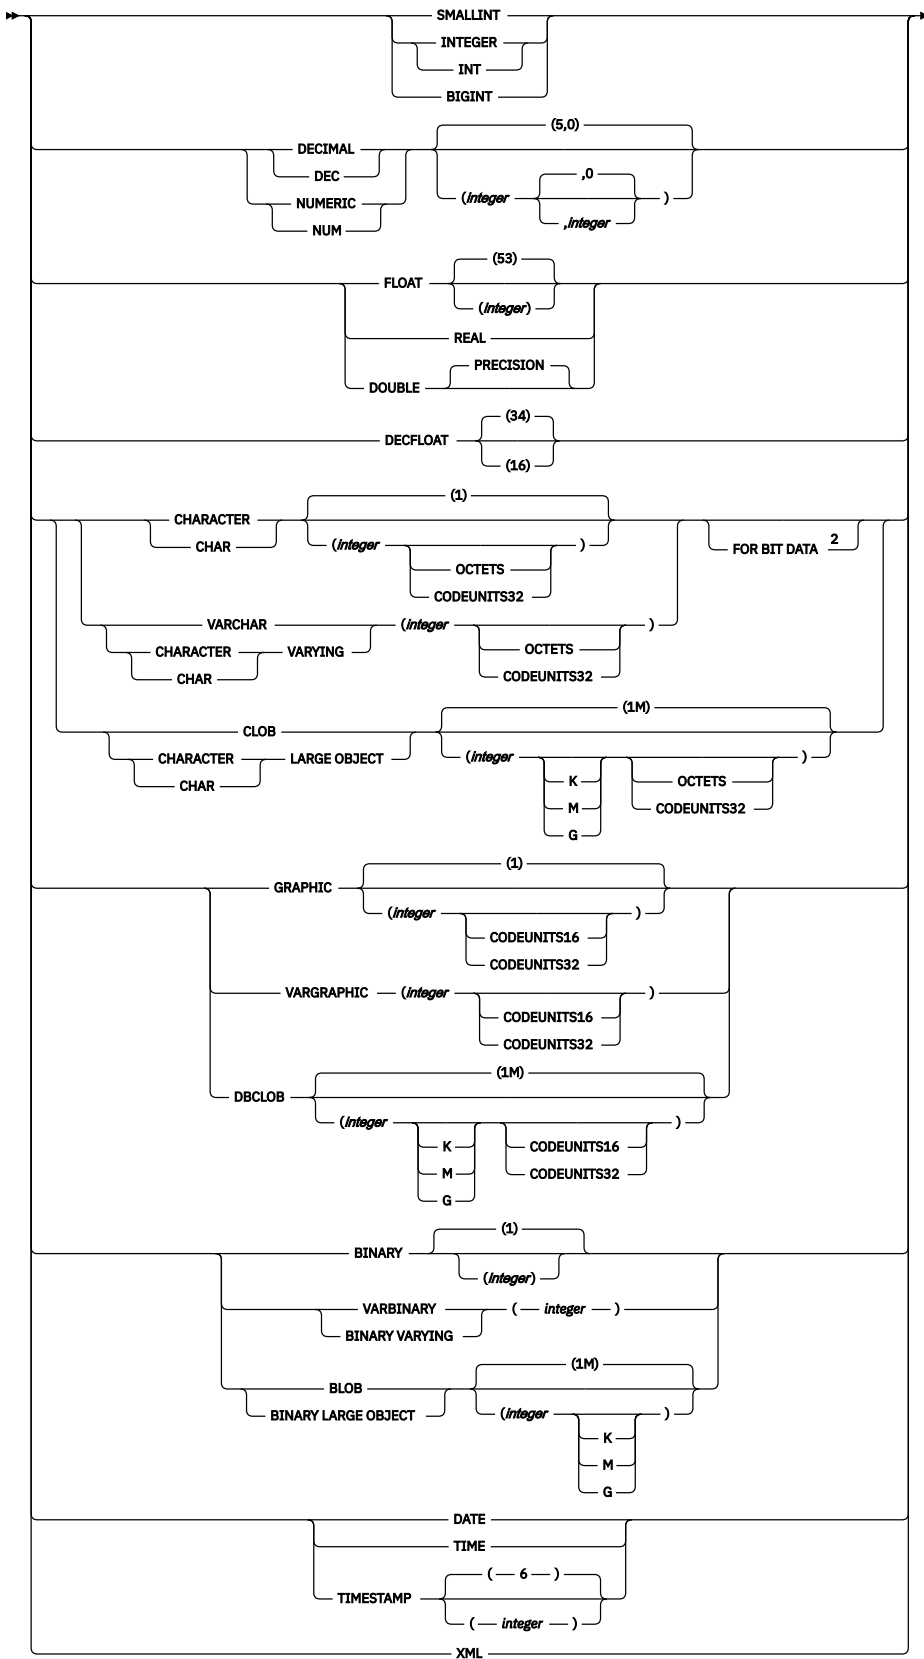 SMALLINT
INTEGER
INT
BIGINT
(5,0)
DECIMAL
DEC
,0
NUMERIC
(integer )
NUM
,integer
(53)
FLOAT
(integer)
REAL
PRECISION
DOUBLE
(34)
DECFLOAT
(16)
(1)
CHARACTER
CHAR
(integer )
FOR BIT DATA 2
OCTETS
CODEUNITS32
VARCHAR (integer )
CHARACTER VARYING
OCTETS
CHAR
CODEUNITS32
(1M)
CLOB
CHARACTER LARGE OBJECT
(integer )
CHAR
K OCTETS
M CODEUNITS32
G
(1)
GRAPHIC
(integer )
CODEUNITS16
CODEUNITS32
VARGRAPHIC (integer )
CODEUNITS16
CODEUNITS32
(1M)
DBCLOB
(integer )
K CODEUNITS16
M CODEUNITS32
G
(1)
BINARY
(integer)
VARBINARY ( integer )
BINARY VARYING
(1M)
BLOB
BINARY LARGE OBJECT (integer )
K
M
G
DATE
TIME
( 6 )
TIMESTAMP
( integer )
XML